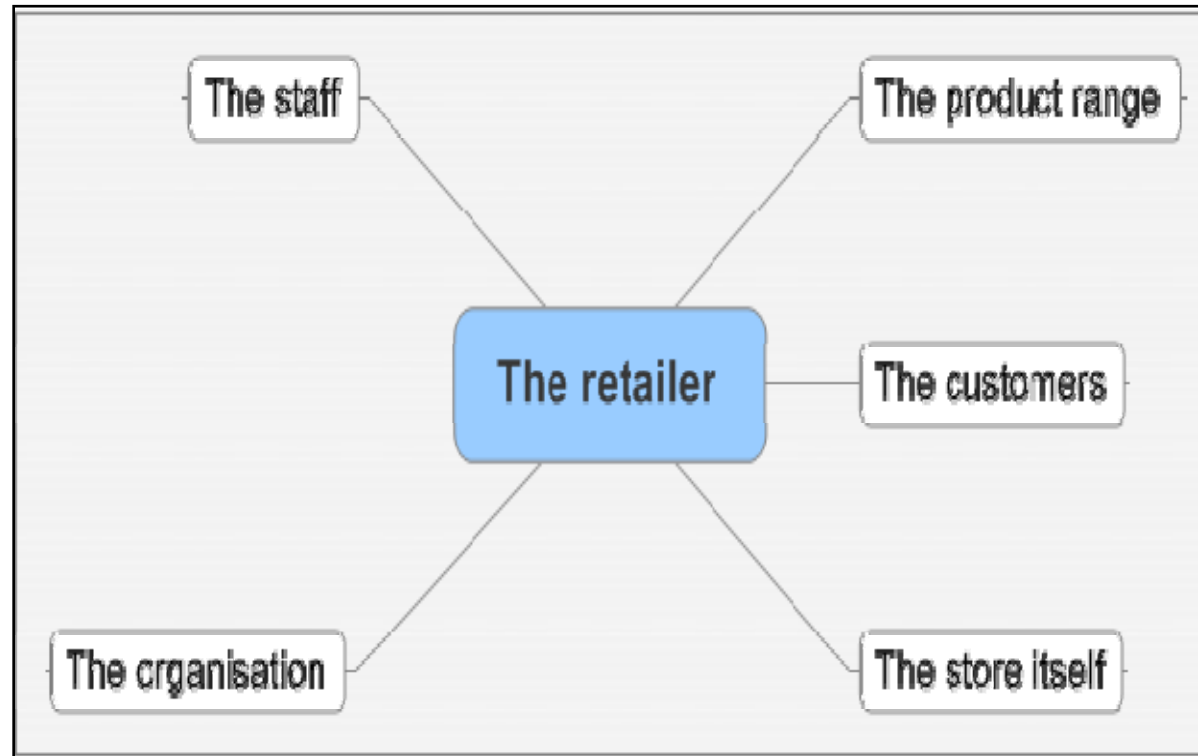 The staff
The product range
The retailer
The customers
The organisation
The store itself